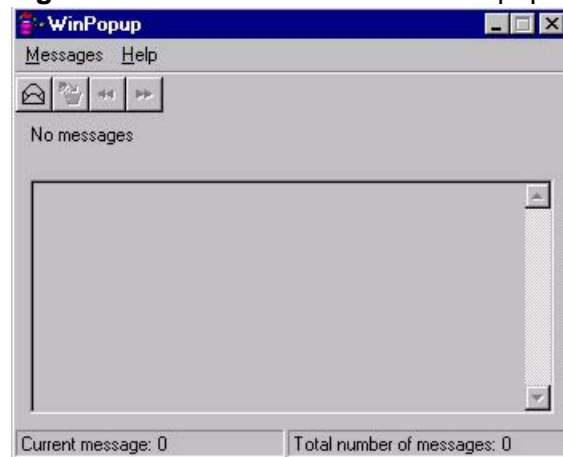 WinPopup
Messages Help
No messages
Current message: 0
Total number of messages: 0